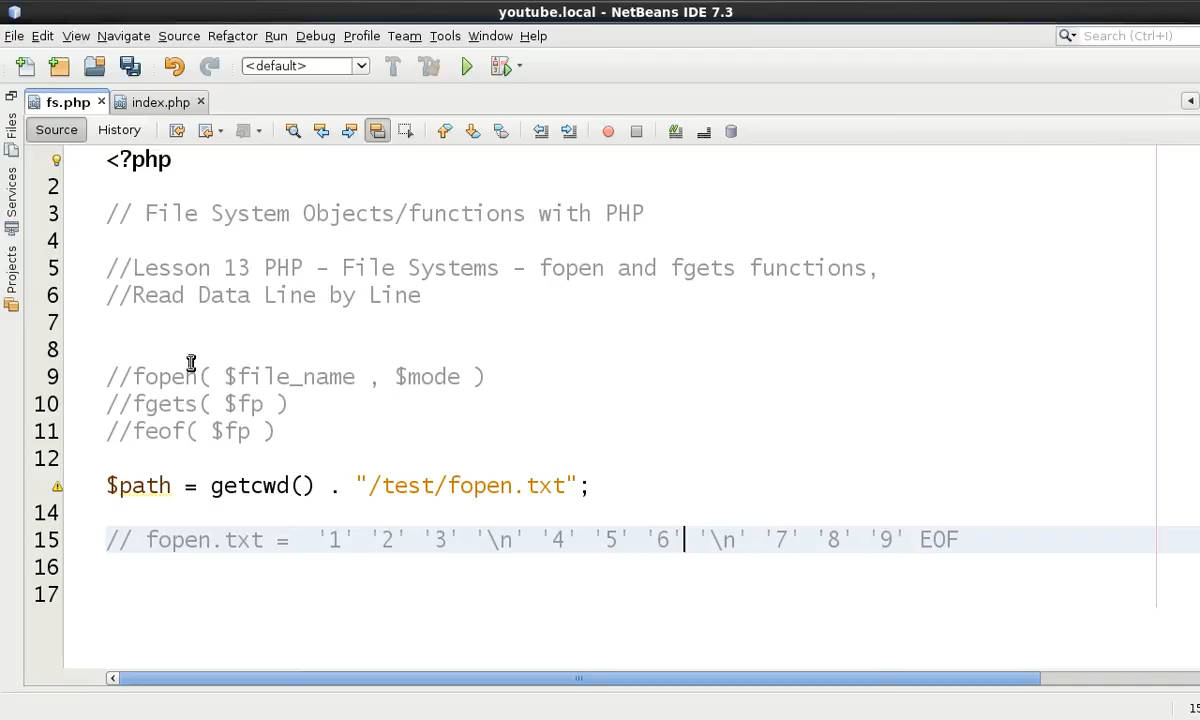 youtube.local - NetBeans IDE 7.3
File Edit View Navigate Source Refactor Run Debug Profile Team Tools Window Help
Search (Ctrl+I)
<default>
fs.php index.php
Source History
Files
Services
Projects
<?php
2
3 // File System Objects/functions with PHP
4
5 //Lesson 13 PHP - File Systems - fopen and fgets functions,
6 //Read Data Line by Line
7
8
9 //fopen( $file_name , $mode )
10 //fgets( $fp )
11 //feof( $fp )
12
$path = getcwd() . "/test/fopen.txt";
14
15 // fopen.txt = '1' '2' '3' '\n' '4' '5' '6' '\n' '7' '8' '9' EOF
16
17